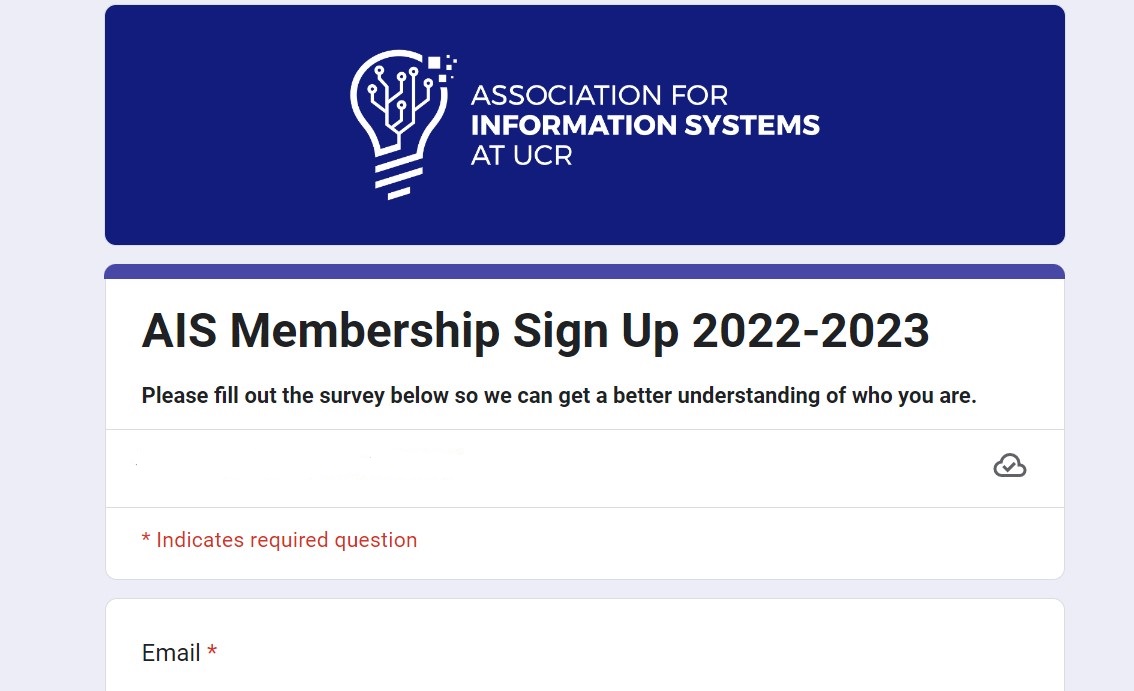 ASSOCIATION FOR
INFORMATION SYSTEMS
AT UCR
AIS Membership Sign Up 2022-2023
Please fill out the survey below so we can get a better understanding of who you are.
* Indicates required question
Email *